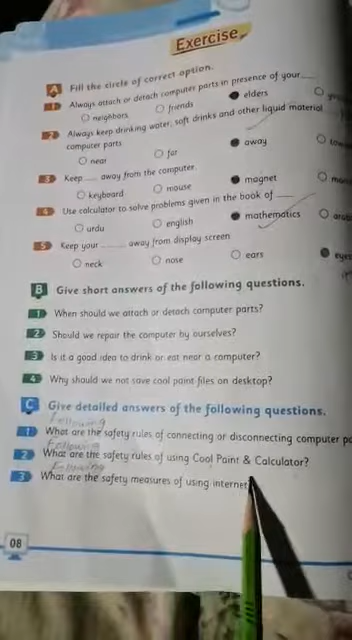 Exercise
A Fill the circle of correct option.
1 Always attach or detach computer parts in presence of your
neighbors friends elders
2 Always keep drinking water, soft drinks and other liquid material
computer parts
near far away
3 Keep ___ away from the computer.
keyboard mouse magnet
4 Use calculator to solve problems given in the book of
urdu english mathematics
5 Keep your ___ away from display screen
neck nose ears eyes
B Give short answers of the following questions.
1 When should we attach or detach computer parts?
2 Should we repair the computer by ourselves?
3 Is it a good idea to drink or eat near a computer?
4 Why should we not save cool paint files on desktop?
C Give detailed answers of the following questions.
Following
1 What are the safety rules of connecting or disconnecting computer
Following
2 What are the safety rules of using Cool Paint & Calculator?
Following
3 What are the safety measures of using internet
08